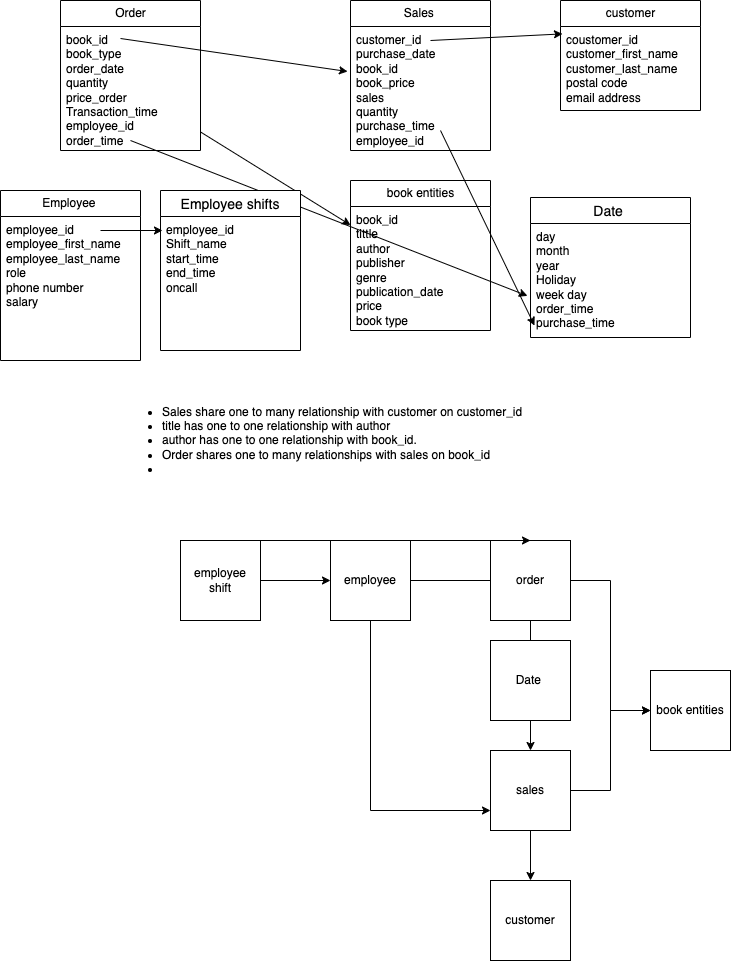 Order
book_id
book_type
order_date
quantity
price_order
Transaction_time
employee_id
order_time
Sales
customer_id
purchase_date
book_id
book_price
sales
quantity
purchase_time
employee_id
customer
coustomer_id
customer_first_name
customer_last_name
postal code
email address
Employee
employee_id
employee_first_name
employee_last_name
role
phone number
salary
Employee shifts
employee_id
Shift_name
start_time
end_time
oncall
book entities
book_id
tittle
author
publisher
genre
publication_date
price
book type
Date
day
month
year
Holiday
week day
order_time
purchase_time
• Sales share one to many relationship with customer on customer_id
• title has one to one relationship with author
• author has one to one relationship with book_id.
• Order shares one to many relationships with sales on book_id
•
employee
shift
employee
order
Date
book entities
sales
customer